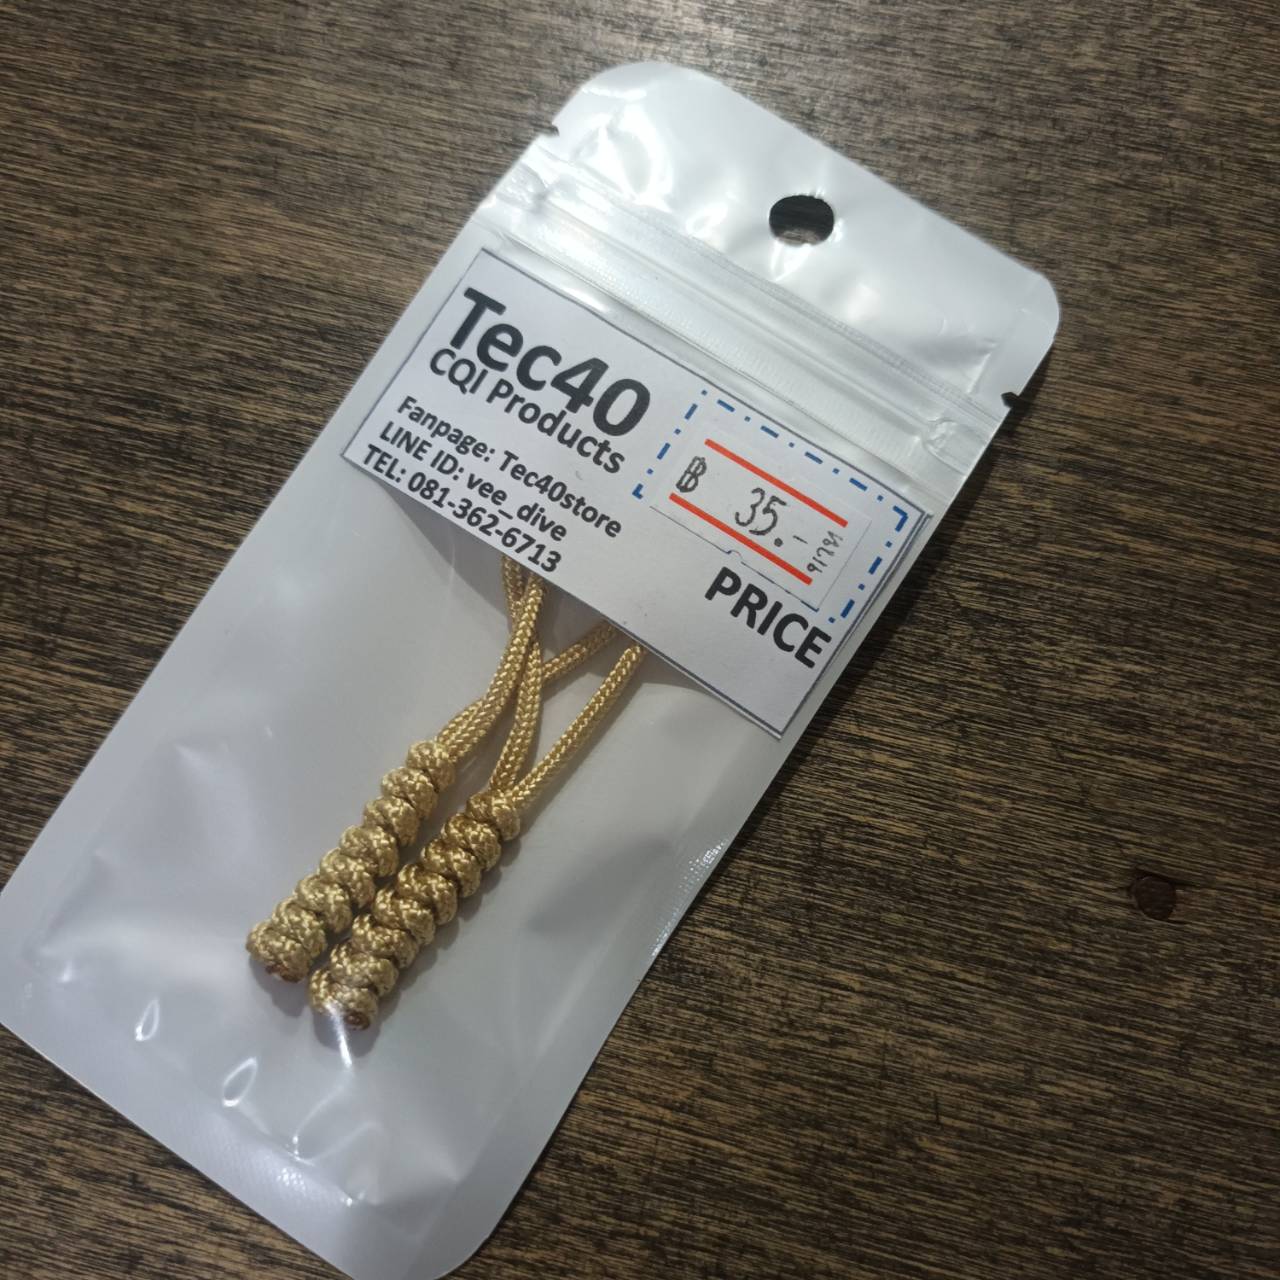 Tec40
CQI Products
Fanpage: Tec40store
LINE ID: vee_dive
TEL: 081-362-6713
฿ 35.-
PRICE